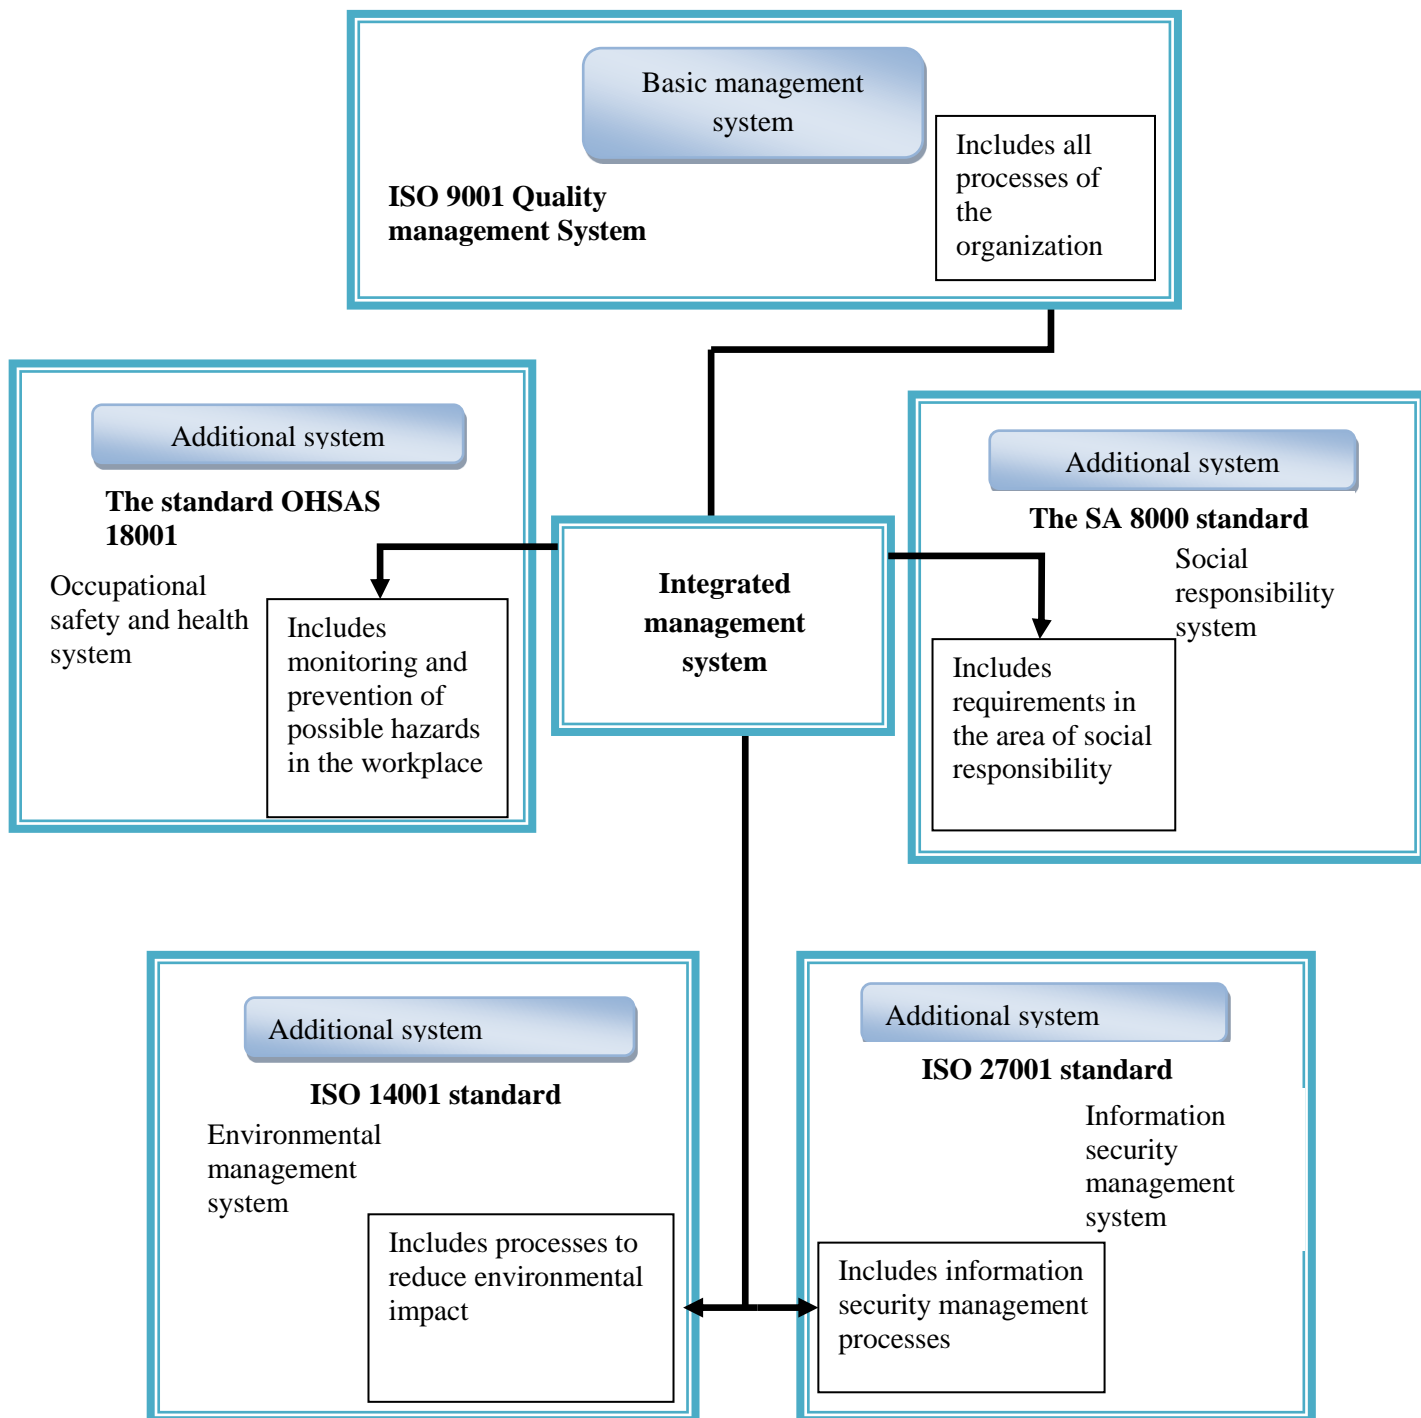 Basic management
system
Includes all
processes of
the
organization
ISO 9001 Quality
management System
Additional system
The standard OHSAS
18001
Occupational
safety and health
system
Includes
monitoring and
prevention of
possible hazards
in the workplace
Integrated
management
system
Additional system
The SA 8000 standard
Social
responsibility
system
Includes
requirements in
the area of social
responsibility
Additional system
ISO 14001 standard
Environmental
management
system
Includes processes to
reduce environmental
impact
Additional system
ISO 27001 standard
Information
security
management
system
Includes information
security management
processes